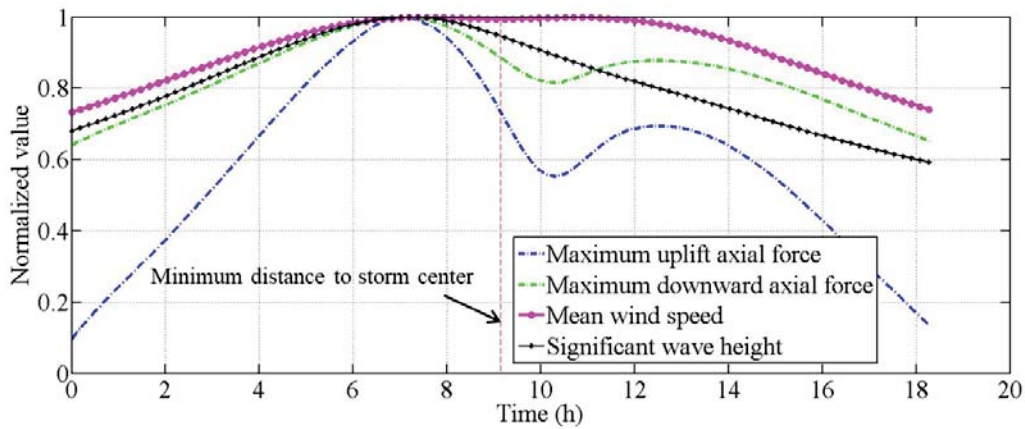 1
0.8
0.6
0.4
0.2
0
Normalized value
Minimum distance to storm center
Maximum uplift axial force
Maximum downward axial force
Mean wind speed
Significant wave height
0 2 4 6 8 10 12 14 16 18 20
Time (h)